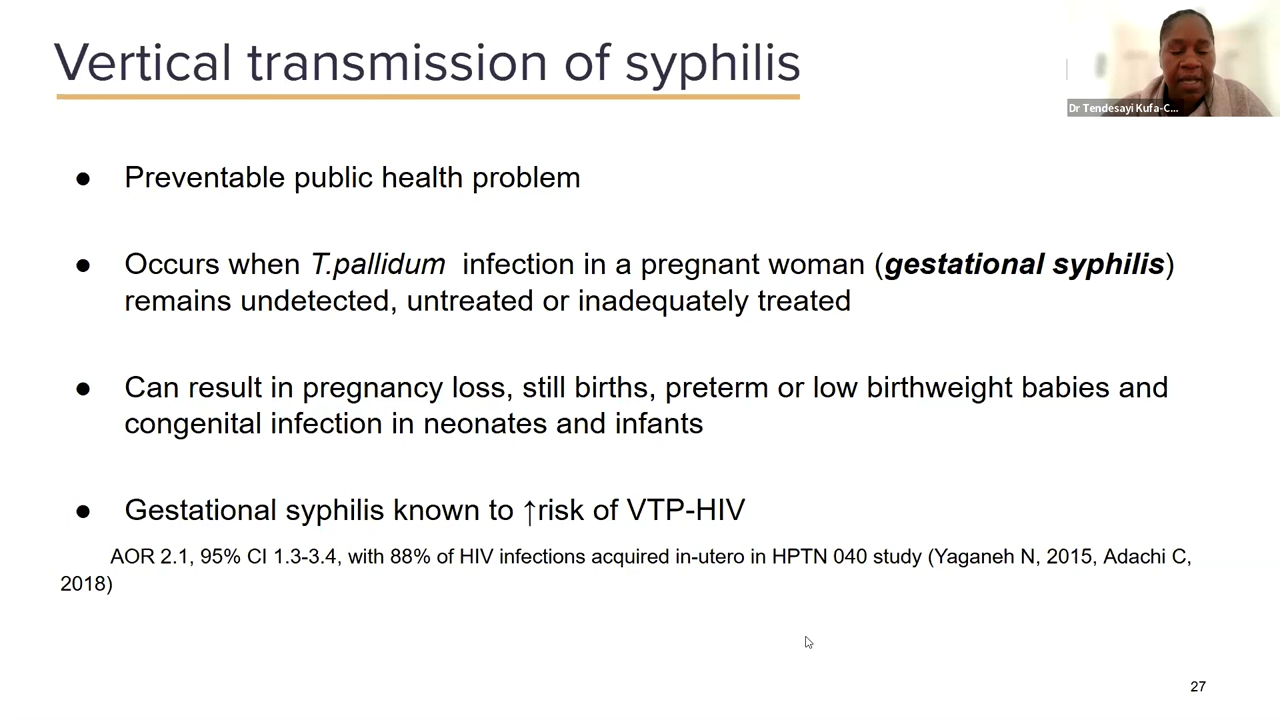 Vertical transmission of syphilis
Dr Tendesayi Kufa-C...
● Preventable public health problem
● Occurs when T.pallidum infection in a pregnant woman (gestational syphilis)
remains undetected, untreated or inadequately treated
● Can result in pregnancy loss, still births, preterm or low birthweight babies and
congenital infection in neonates and infants
● Gestational syphilis known to ↑risk of VTP-HIV
AOR 2.1, 95% CI 1.3-3.4, with 88% of HIV infections acquired in-utero in HPTN 040 study (Yaganeh N, 2015, Adachi C,
2018)
27